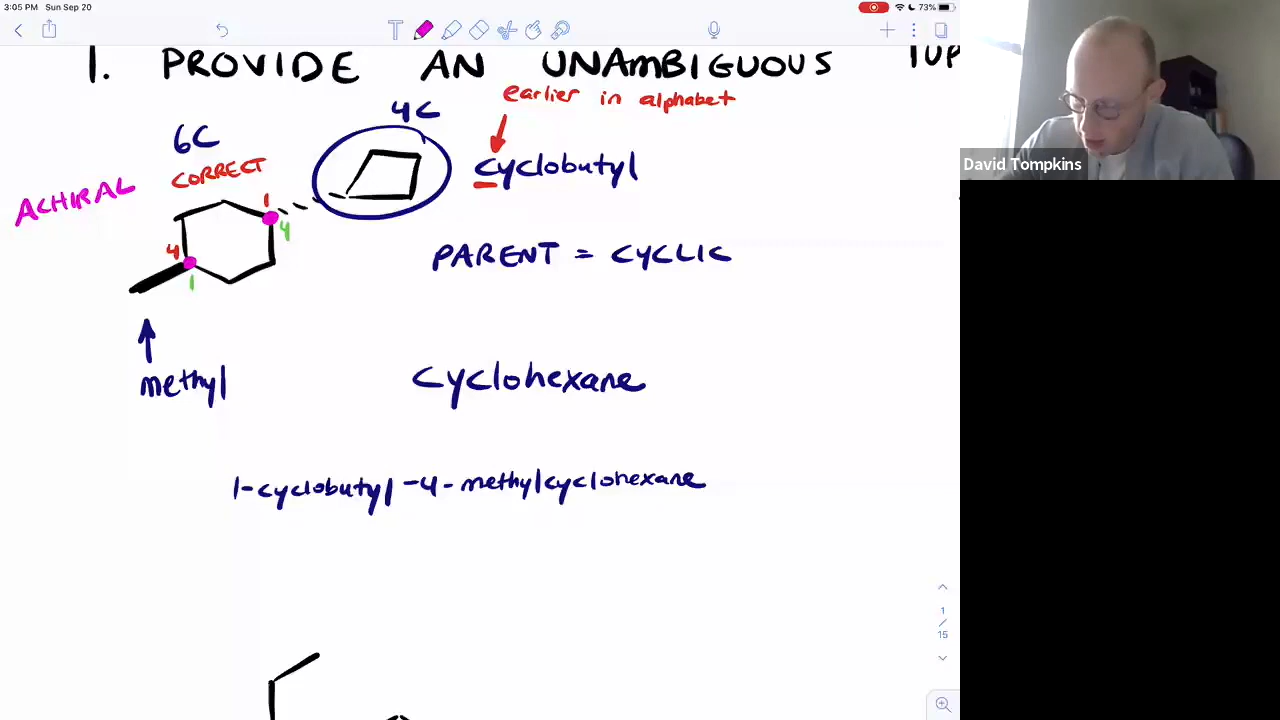 3:05 PM Sun Sep 20
73%
T
1. PROVIDE AN UNAMBIGUOUS IUP
earlier in alphabet
4C
6C
CORRECT
cyclobutyl
ACHIRAL
1
4
4
1
PARENT = CYCLIC
methyl
cyclohexane
1-cyclobutyl-4-methylcyclohexane
1
/
15
David Tompkins